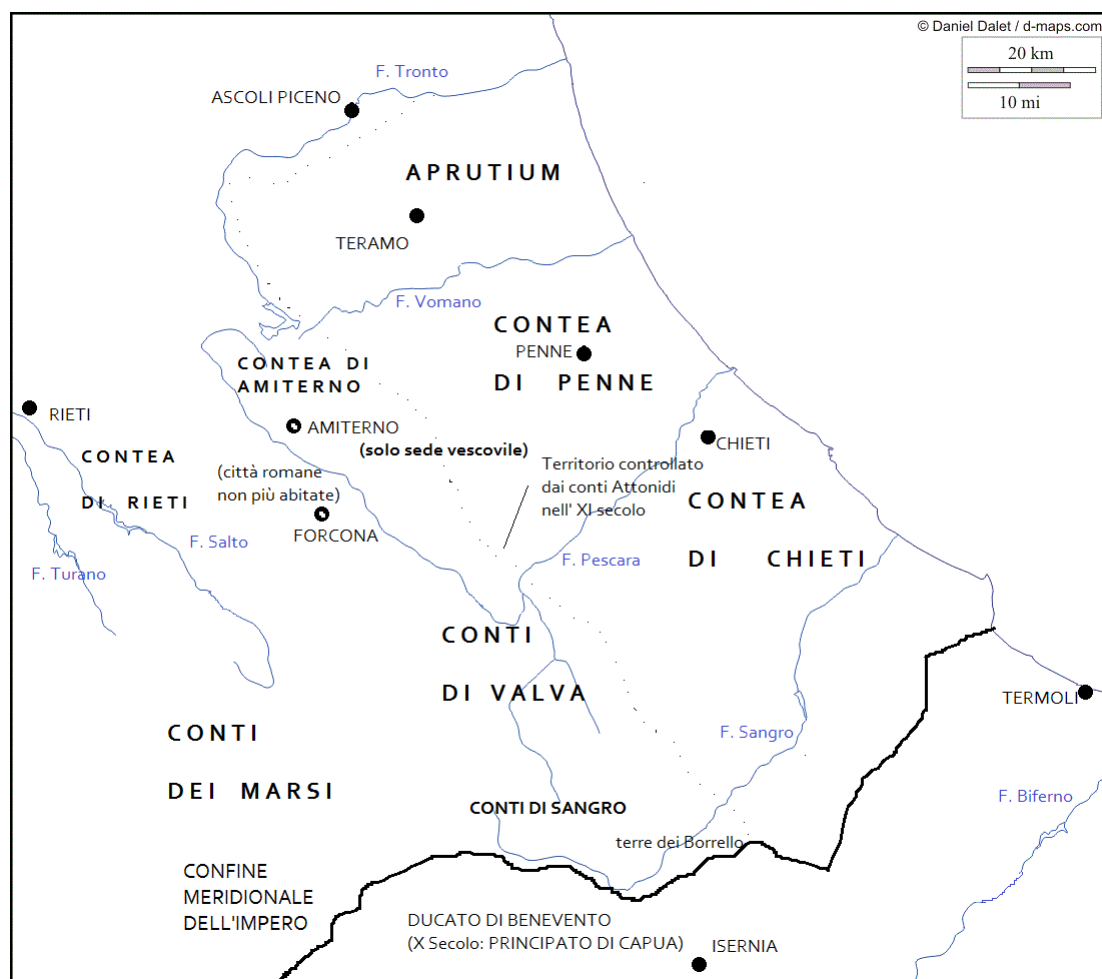 © Daniel Dalet / d-maps.com
20 km
10 mi
F. Tronto
ASCOLI PICENO
APRUTIUM
TERAMO
F. Vomano
CONTEA
PENNE
DI PENNE
CONTEA DI
AMITERNO
RIETI
AMITERNO
(solo sede vescovile)
CHIETI
CONTEA
DI RIETI
(città romane
non più abitate)
FORCONA
Territorio controllato
dai conti Attonidi
nell' XI secolo
CONTEA
DI CHIETI
F. Salto
F. Turano
F. Pescara
CONTI
DI VALVA
TERMOLI
CONTI
DEI MARSI
F. Sangro
F. Biferno
CONTI DI SANGRO
terre dei Borrello
CONFINE
MERIDIONALE
DELL'IMPERO
DUCATO DI BENEVENTO
(X Secolo: PRINCIPATO DI CAPUA)
ISERNIA